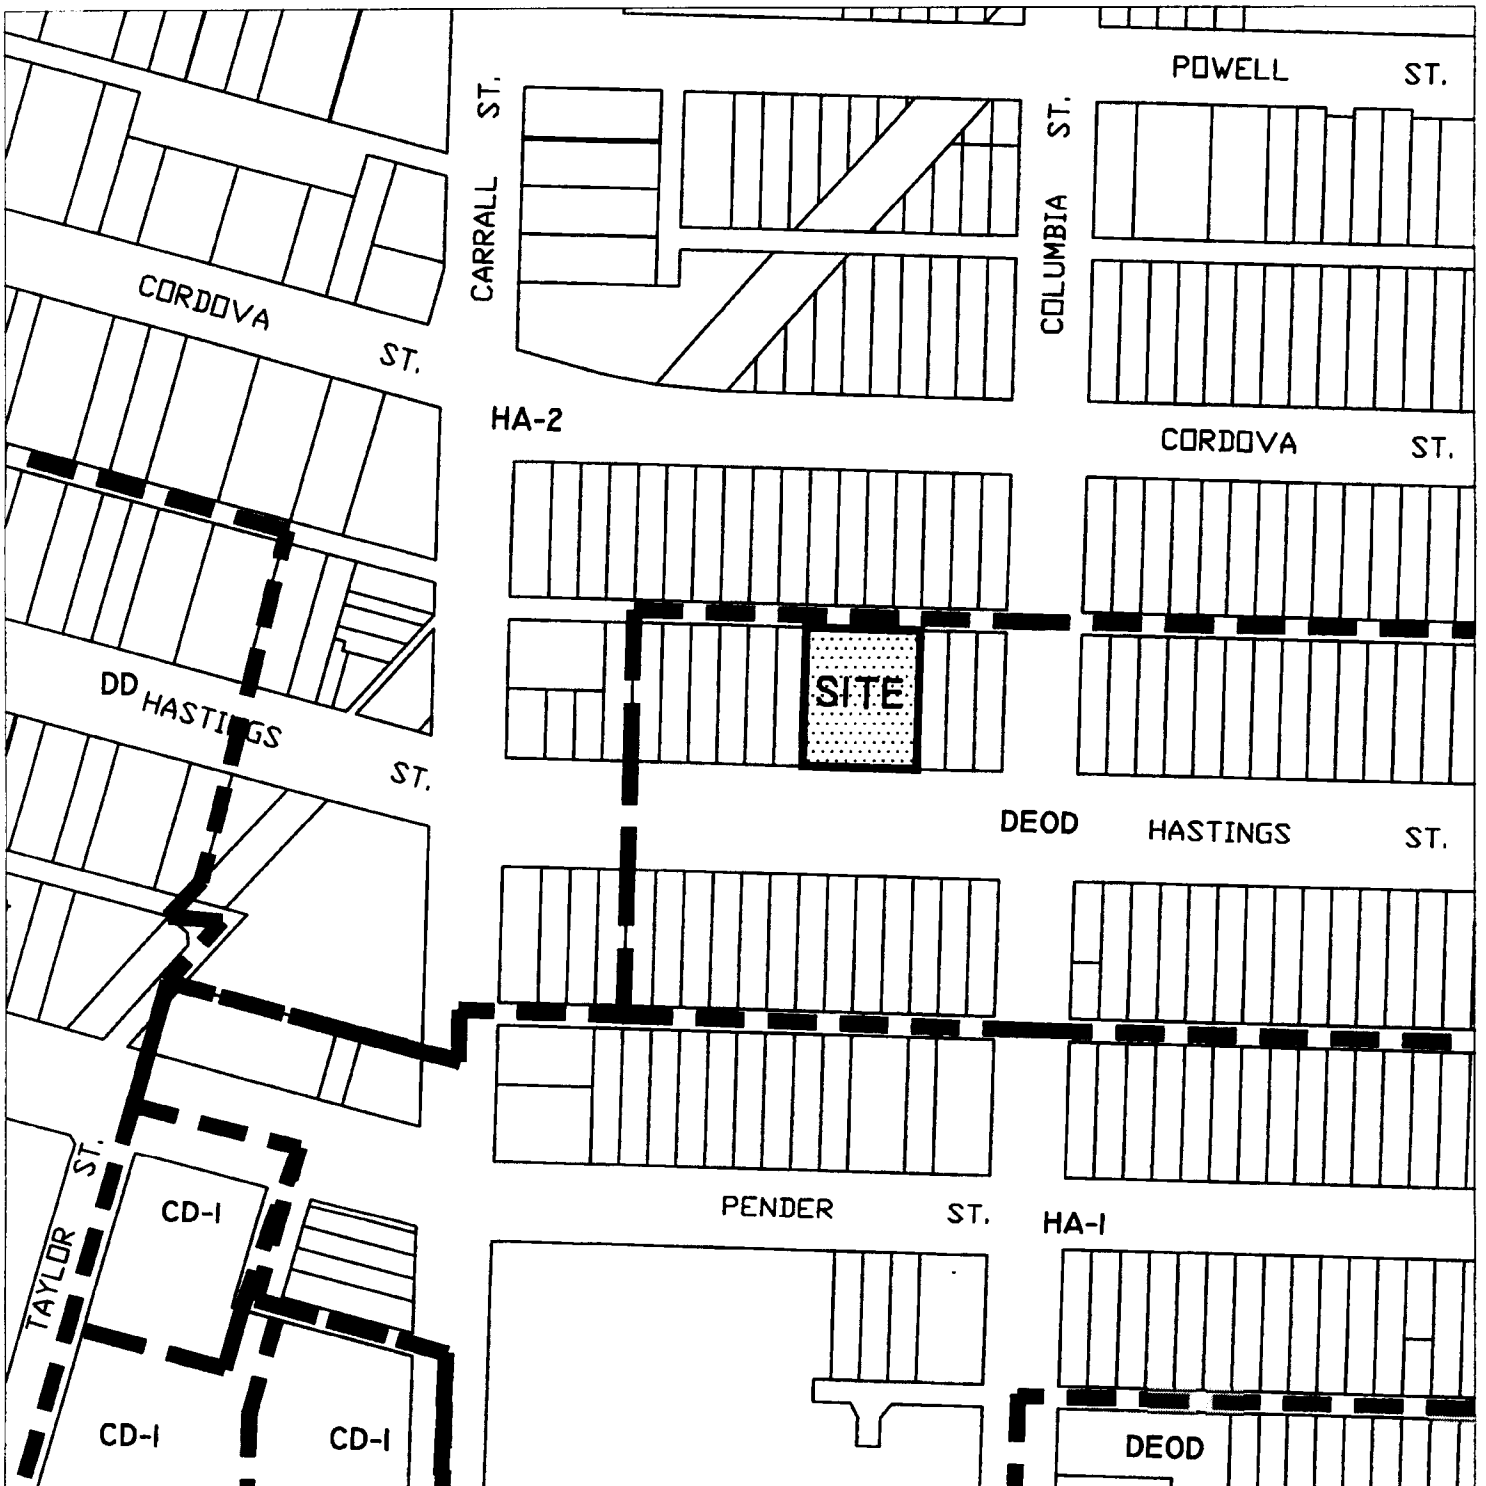 POWELL ST.
CARRALL ST.
COLUMBIA ST.
CORDOVA ST.
HA-2
CORDOVA ST.
SITE
DD
HASTINGS ST.
DEOD
HASTINGS ST.
TAYLOR ST.
CD-1
PENDER ST.
HA-1
CD-1
CD-1
DEOD